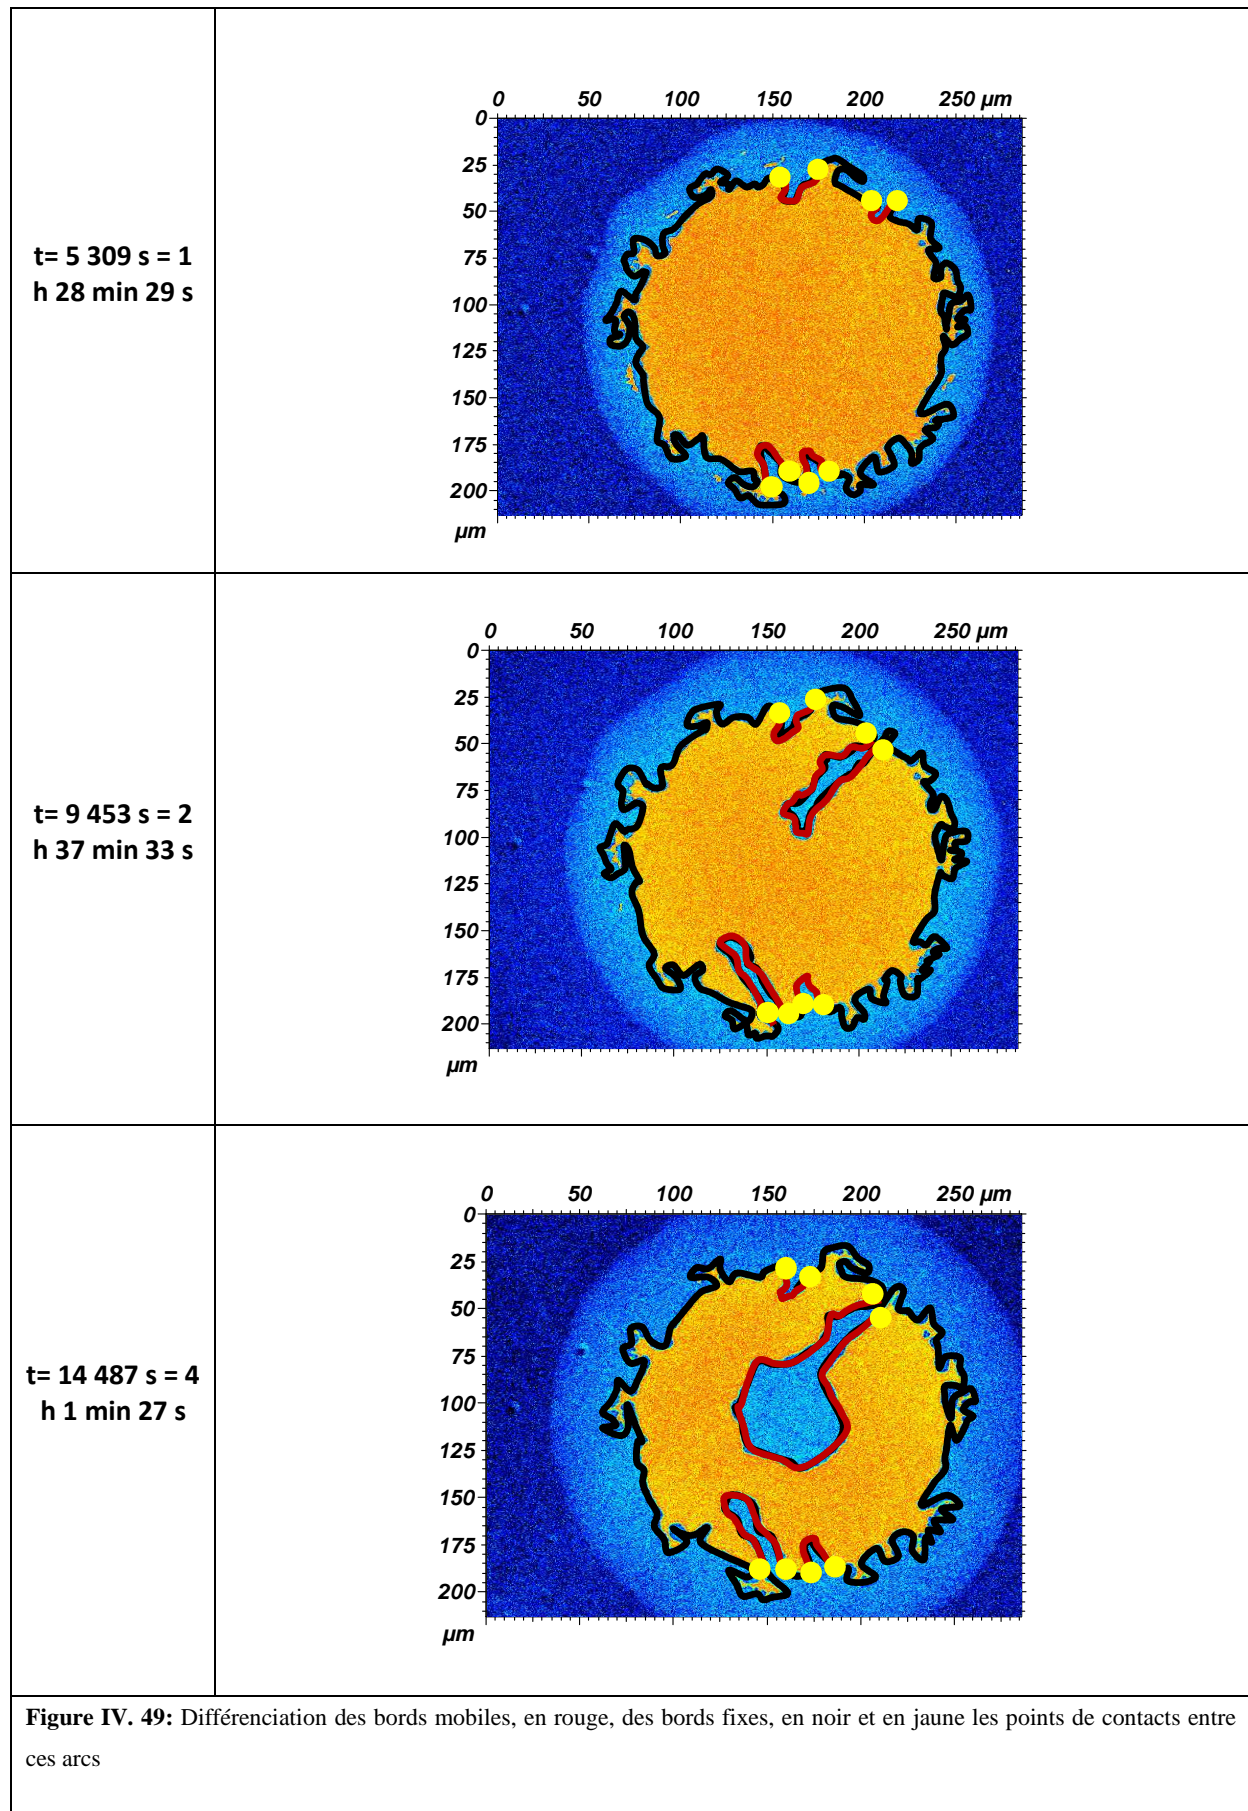 0 50 100 150 200 250 µm
0
25
50
75
100
125
150
175
200
µm
t= 5 309 s = 1
h 28 min 29 s
0 50 100 150 200 250 µm
0
25
50
75
100
125
150
175
200
µm
t= 9 453 s = 2
h 37 min 33 s
0 50 100 150 200 250 µm
0
25
50
75
100
125
150
175
200
µm
t= 14 487 s = 4
h 1 min 27 s
Figure IV. 49: Différenciation des bords mobiles, en rouge, des bords fixes, en noir et en jaune les points de contacts entre
ces arcs